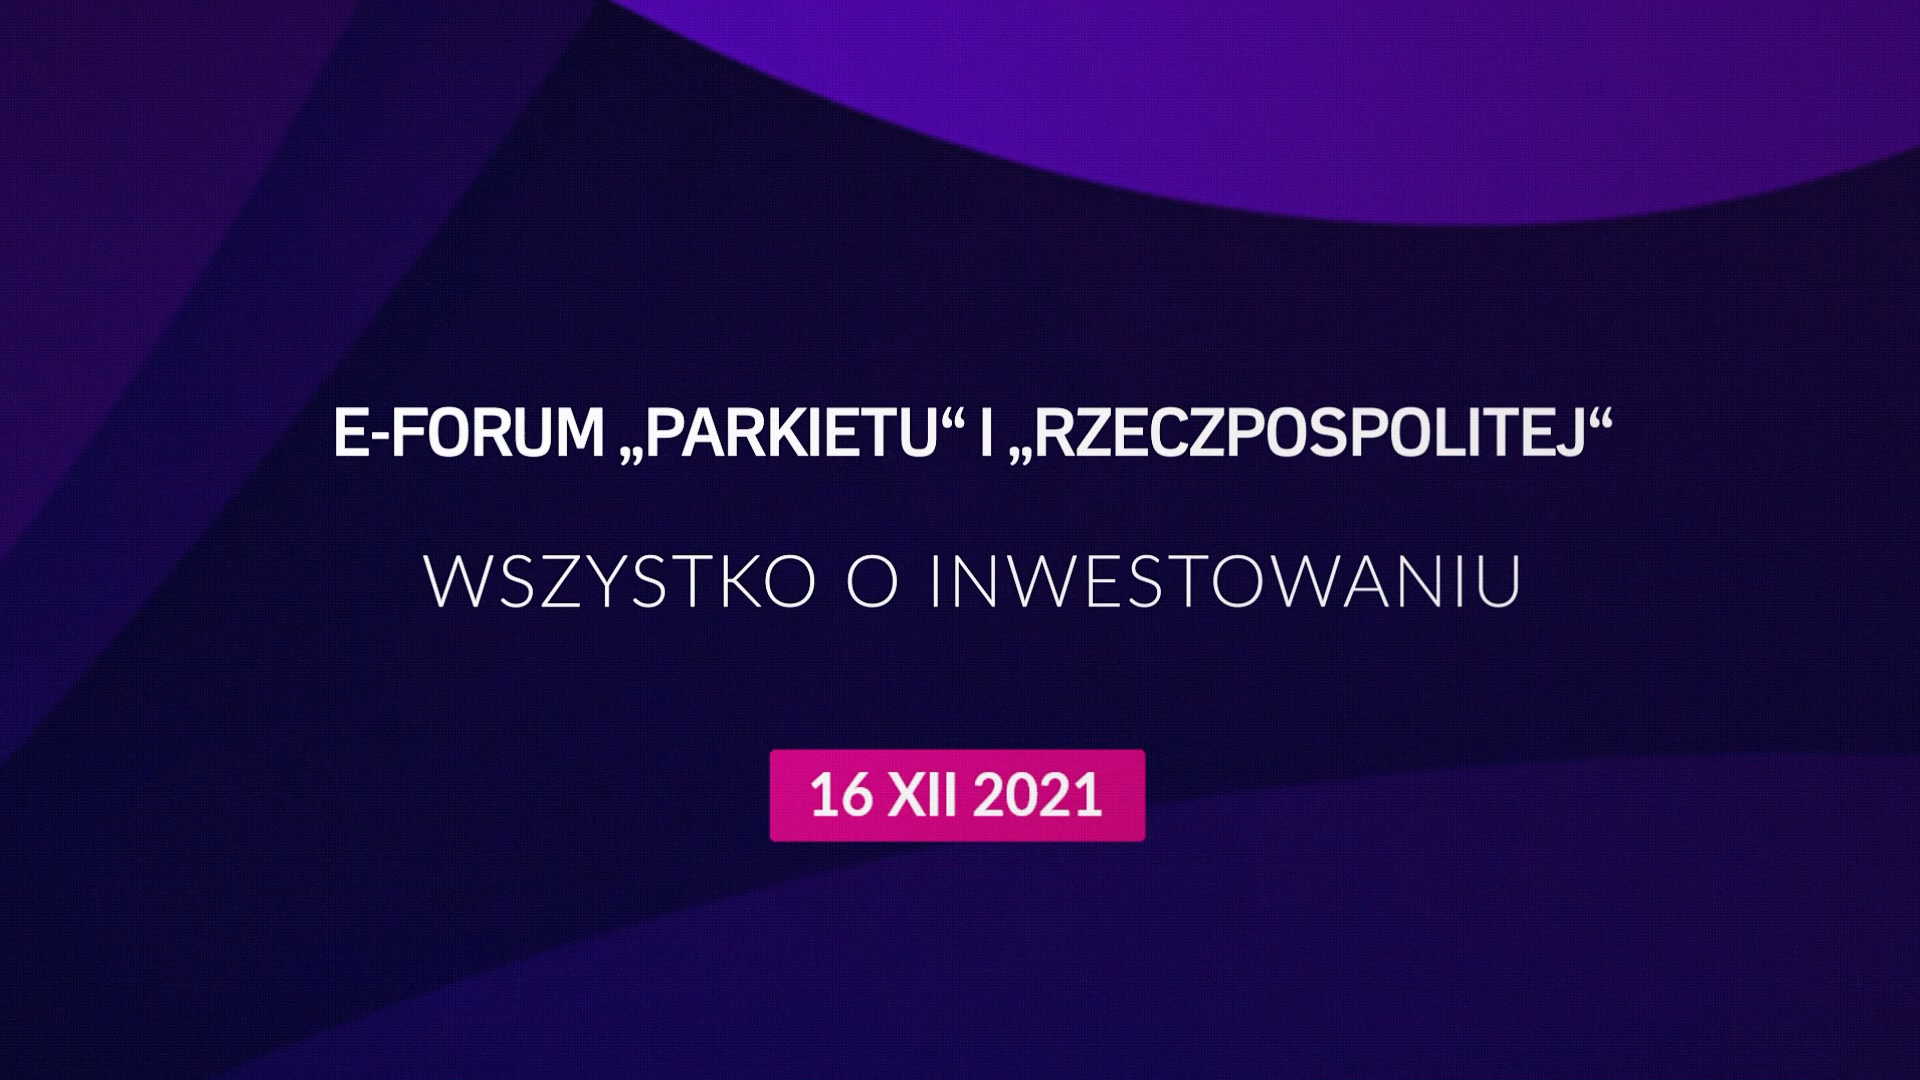 E-FORUM „PARKIETU“ I „RZECZPOSPOLITEJ“
WSZYSTKO O INWESTOWANIU
16 XII 2021